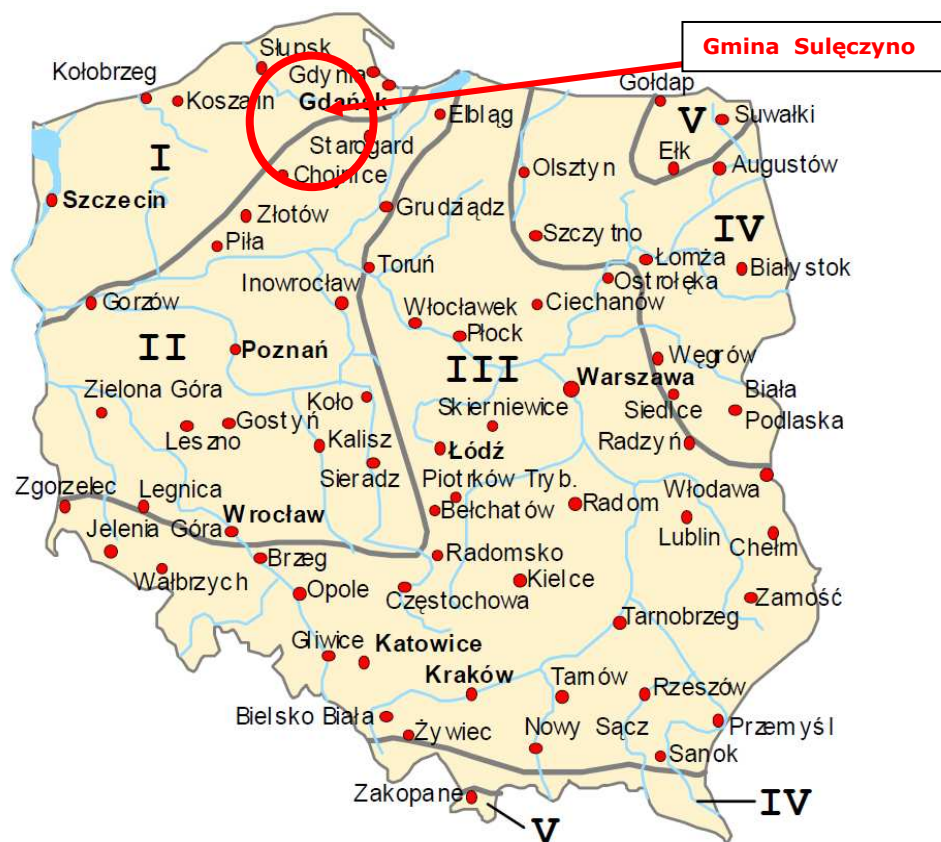 Gmina Sulęczyno
Słupsk
Kołobrzeg
Gdynia
Gołdap
Koszalin
Gdańsk
Elbląg
V
Suwałki
I
Starogard
Ełk
Olsztyn
Augustów
Chojnice
Szczecin
Złotów
Grudziądz
Piła
Szczytno
IV
Łomża
Toruń
Białystok
Inowrocław
Ostrołęka
Gorzów
Włocławek
Ciechanów
Płock
II
Poznań
Węgrów
III
Warszawa
Zielona Góra
Koło
Skierniewice
Siedlce
Biała
Podlaska
Gostyń
Leszno
Kalisz
Łódź
Radzyń
Sieradz
Piotrków Tryb.
Zgorzelec
Legnica
Włodawa
Wrocław
Bełchatów
Radom
Jelenia Góra
Lublin
Chełm
Brzeg
Radomsko
Wałbrzych
Opole
Kielce
Częstochowa
Zamość
Tarnobrzeg
Gliwice
Katowice
Kraków
Tarnów
Rzeszów
Bielsko Biała
Żywiec
Nowy Sącz
Przemyśl
Sanok
Zakopane
IV
V